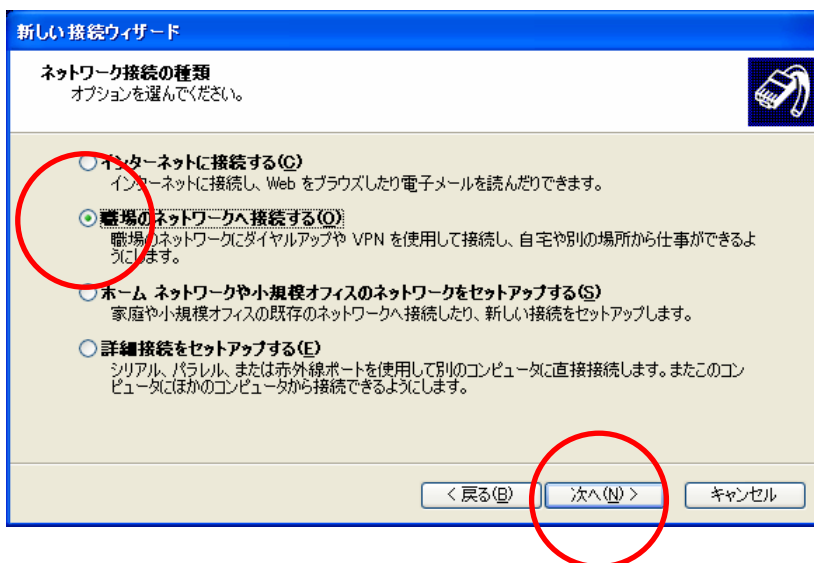 新しい接続ウィザード
ネットワーク接続の種類
オプションを選んでください。
インターネットに接続する(C)
インターネットに接続し、Web をブラウズしたり電子メールを読んだりできます。
職場のネットワークへ接続する(O)
職場のネットワークにダイヤルアップや VPN を使用して接続し、自宅や別の場所から仕事ができるよ
うにします。
ホーム ネットワークや小規模オフィスのネットワークをセットアップする(S)
家庭や小規模オフィスの既存のネットワークへ接続したり、新しい接続をセットアップします。
詳細接続をセットアップする(E)
シリアル、パラレル、または赤外線ポートを使用して別のコンピュータに直接接続します。またこのコン
ピュータにほかのコンピュータから接続できるようにします。
< 戻る(B) 次へ(N) > キャンセル